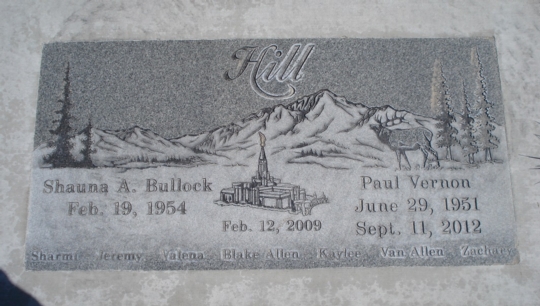 Hill
Shauna A. Bullock
Feb. 19, 1954
Feb. 12, 2009
Paul Vernon
June 29, 1951
Sept. 11, 2012
Sharmi Jeremy Valena Blake Allen Kaylee Van Allen Zachary